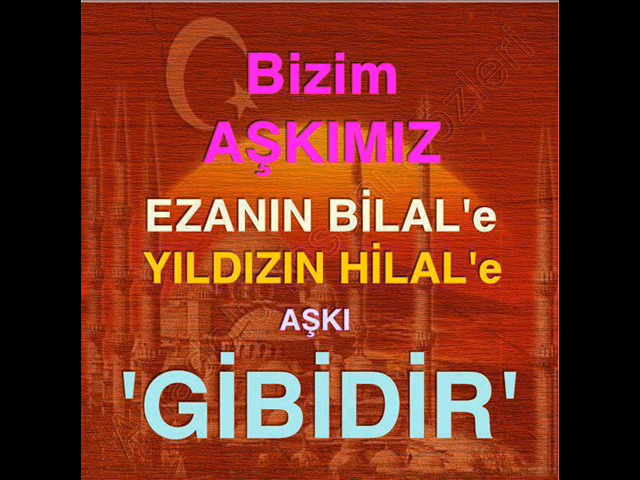 Bizim
AŞKIMIZ
EZANIN BİLAL'e
YILDIZIN HİLAL'e
AŞKI
'GİBİDİR'